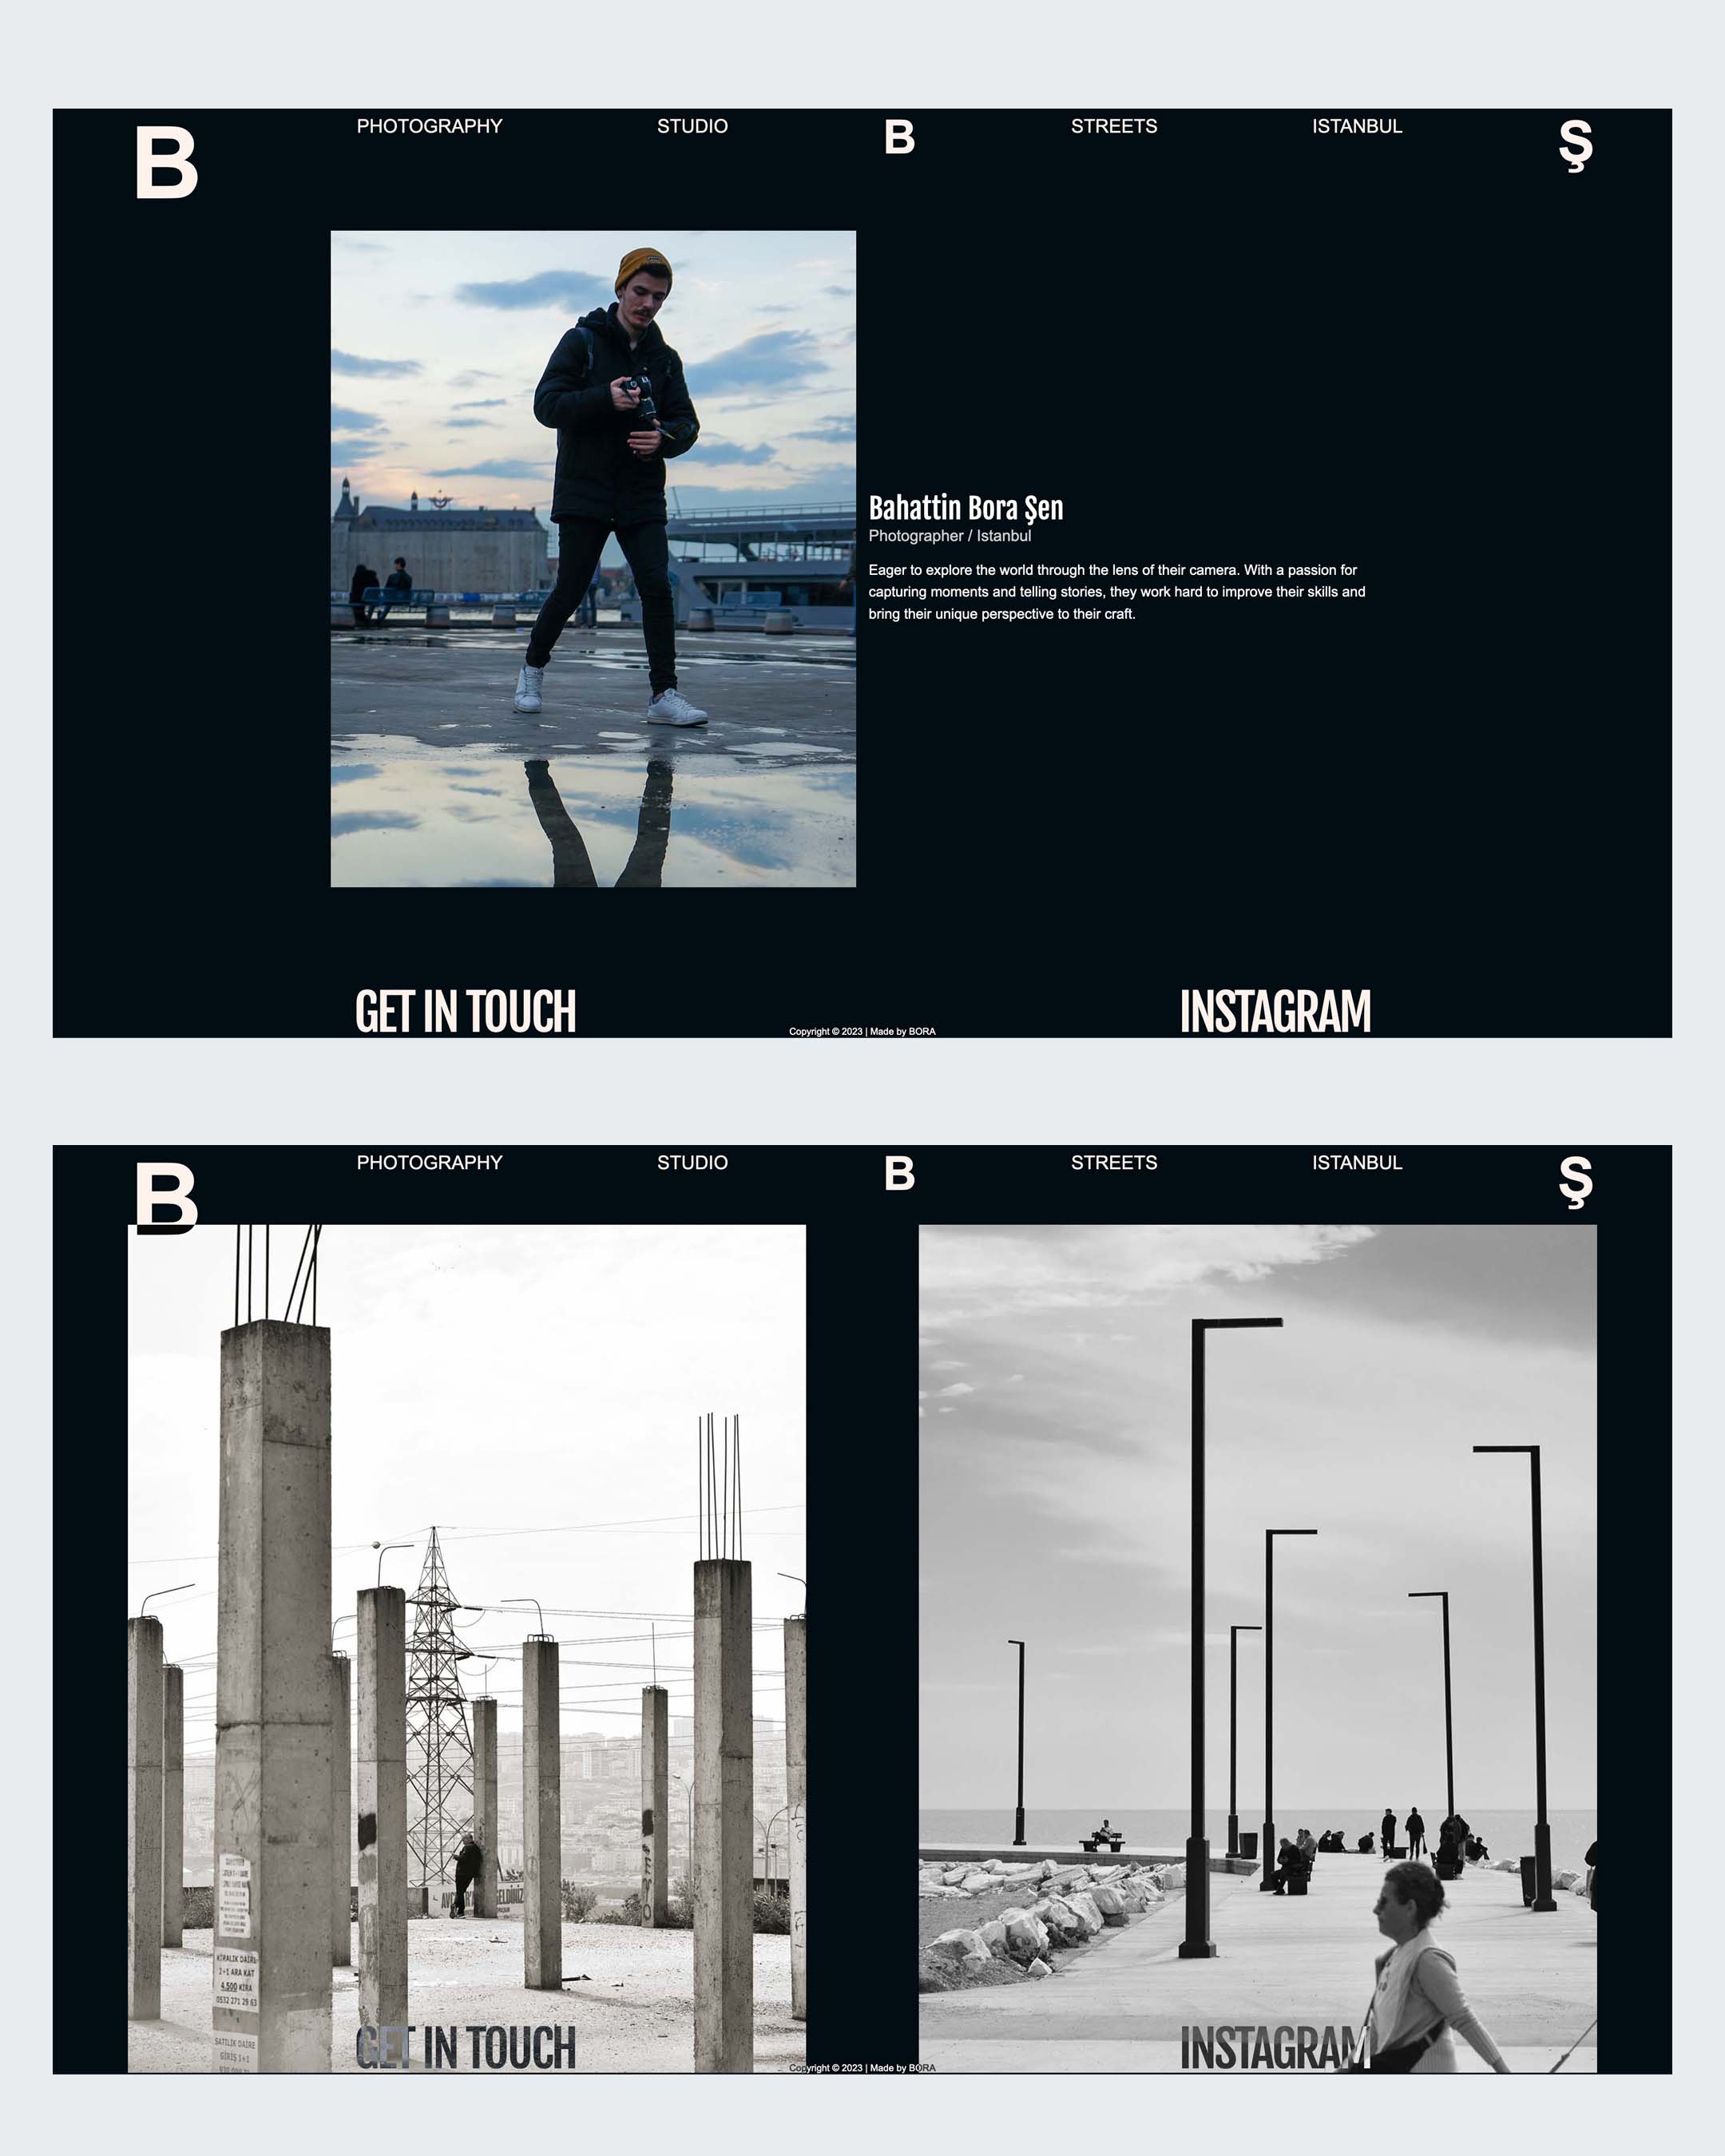 B
PHOTOGRAPHY
STUDIO
B
STREETS
ISTANBUL
Ş
Bahattin Bora Şen
Photographer / Istanbul
Eager to explore the world through the lens of their camera. With a passion for
capturing moments and telling stories, they work hard to improve their skills and
bring their unique perspective to their craft.
GET IN TOUCH
Copyright © 2023 | Made by BORA
INSTAGRAM
B
PHOTOGRAPHY
STUDIO
B
STREETS
ISTANBUL
Ş
KİRALIK DAİRE
2+1 ARA KAT
4.500 KİRA
0532 271 29 63
SATILIK DAİRE
GİRİŞ 1+1
GET IN TOUCH
Copyright © 2023 | Made by BORA
INSTAGRAM